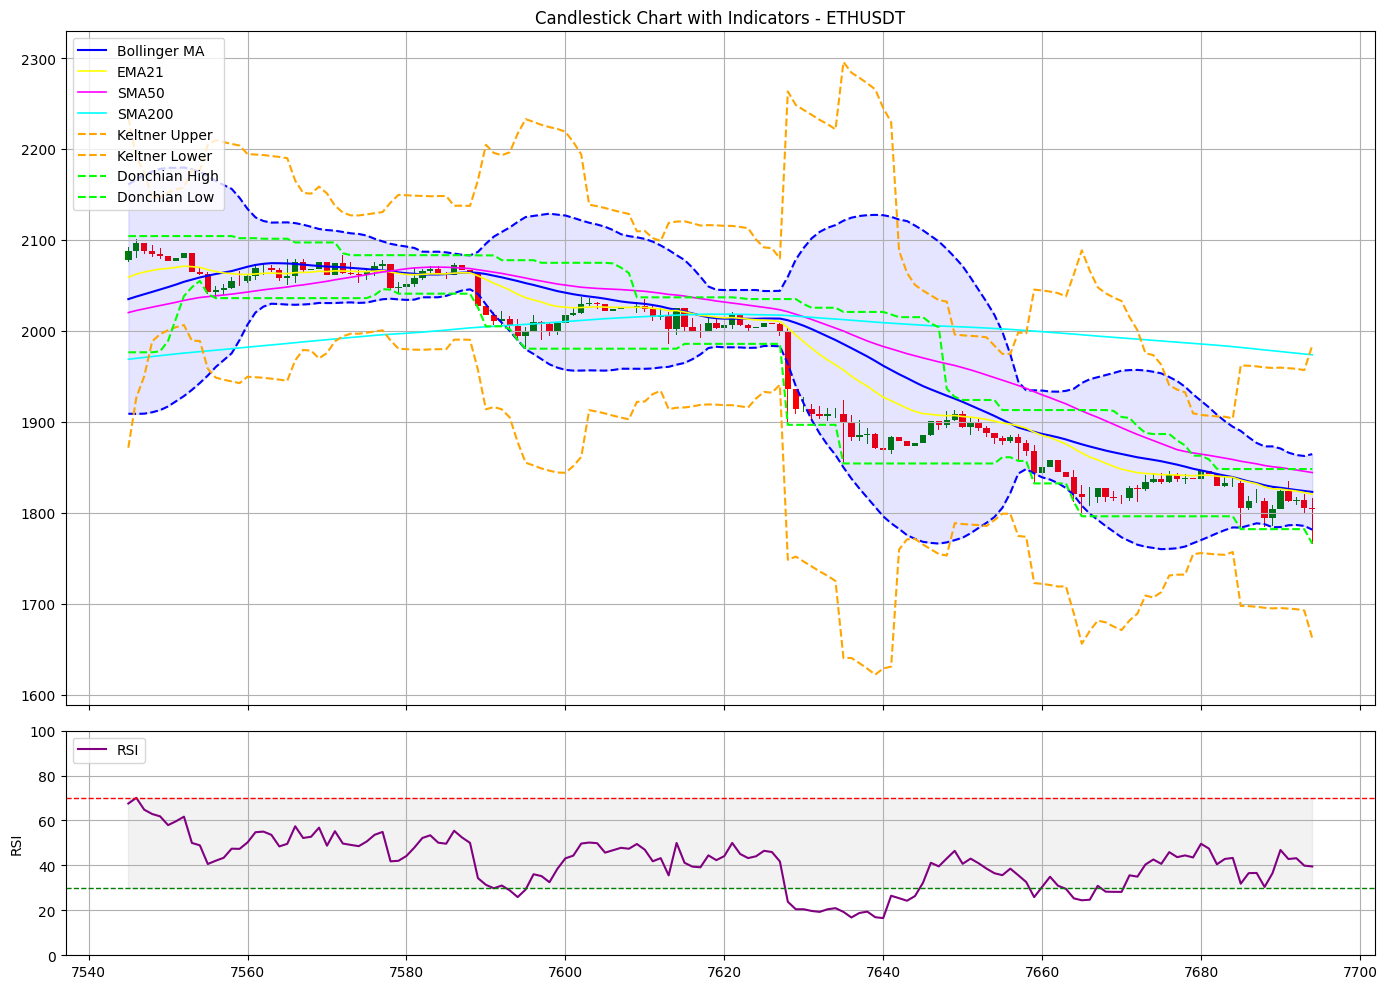 Candlestick Chart with Indicators - ETHUSDT
2300
2200
2100
2000
1900
1800
1700
1600
Bollinger MA
EMA21
SMA50
SMA200
Keltner Upper
Keltner Lower
Donchian High
Donchian Low
100
80
60
40
20
0
RSI
RSI
7540
7560
7580
7600
7620
7640
7660
7680
7700